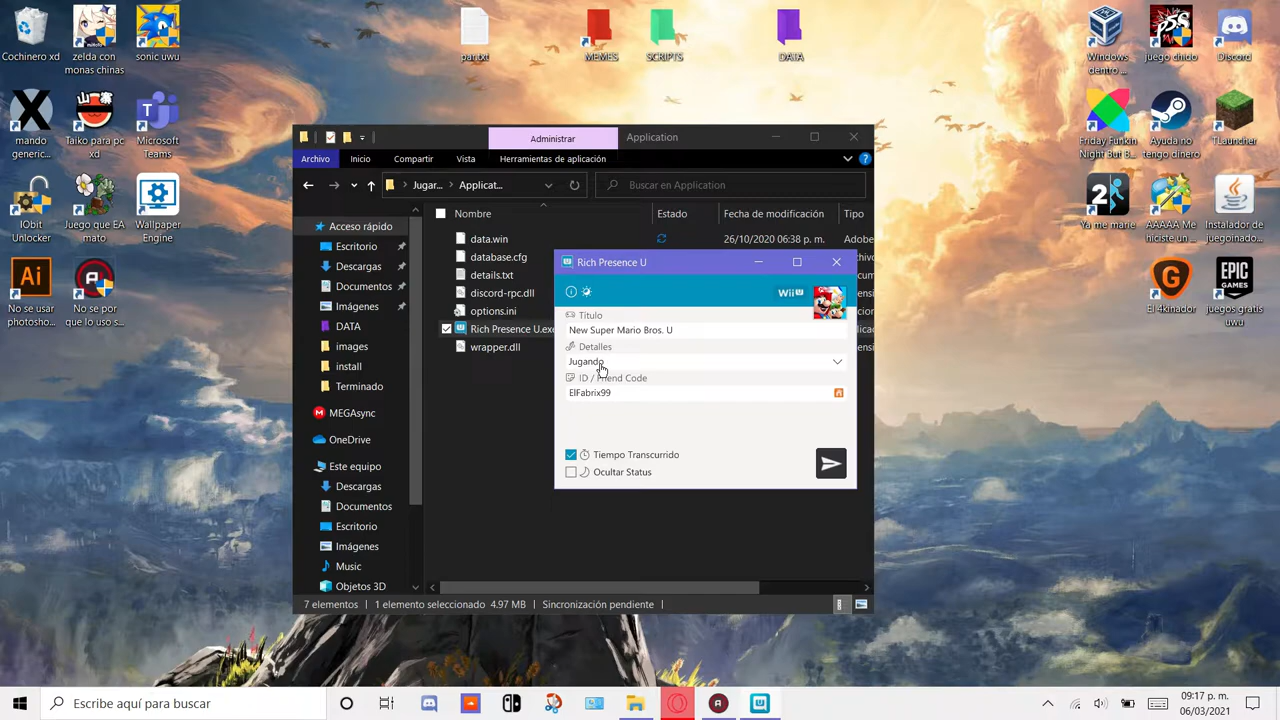 Cochinero xd
zelda con
monas chinas
sonic uwu
par.txt
MEMES
SCRIPTS
DATA
Windows
dentro ...
juego chido
Discord
mando
generic...
Taiko para pc
xd
Microsoft
Teams
Friday Funkin
Night But B...
Ayuda no
tengo dinero
TLauncher
IObit
Unlocker
Juego que EA
mato
Wallpaper
Engine
Ya me marie
AAAAA Me
hiciste un ...
Instalador de
juegoinado...
Ai
No se usar
photosho...
No se por
que lo uso s...
El 4kinador
EPIC
GAMES
juegos gratis
uwu
Administrar
Application
Archivo
Inicio
Compartir
Vista
Herramientas de aplicación
Jugar...
Applicat...
Buscar en Application
Nombre
Estado
Fecha de modificación
Tipo
Acceso rápido
Escritorio
Descargas
Documentos
Imágenes
DATA
images
install
Terminado
MEGAsync
OneDrive
Este equipo
Descargas
Documentos
Escritorio
Imágenes
Music
Objetos 3D
data.win
26/10/2020 06:38 p. m.
Adobe
database.cfg
details.txt
discord-rpc.dll
options.ini
Rich Presence U.exe
wrapper.dll
Rich Presence U
Wii U
Título
New Super Mario Bros. U
Detalles
Jugando
ID / Friend Code
ElFabrix99
Tiempo Transcurrido
Ocultar Status
7 elementos
1 elemento seleccionado 4.97 MB
Sincronización pendiente
Escribe aquí para buscar
09:17 p. m.
06/03/2021